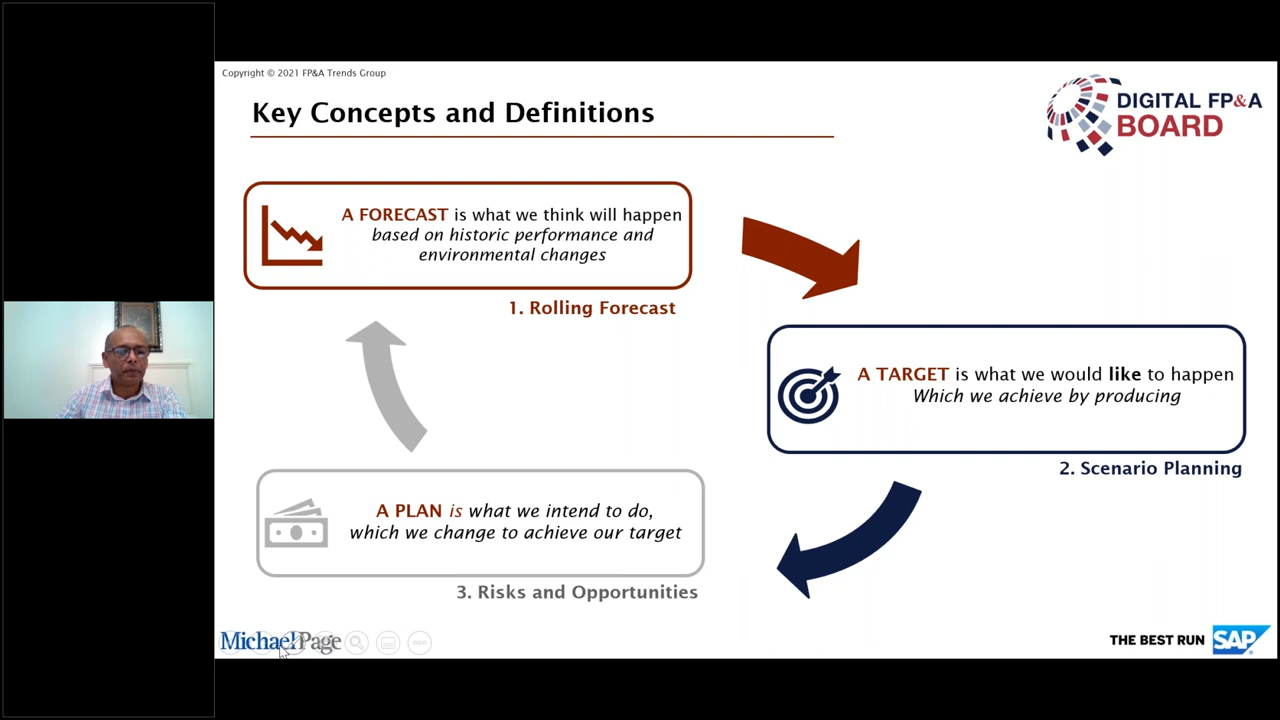 Copyright © 2021 FP&A Trends Group
Key Concepts and Definitions
DIGITAL FP&A
BOARD
A FORECAST is what we think will happen
based on historic performance and
environmental changes
1. Rolling Forecast
A TARGET is what we would like to happen
Which we achieve by producing
2. Scenario Planning
A PLAN is what we intend to do,
which we change to achieve our target
3. Risks and Opportunities
Michael Page
THE BEST RUN SAP